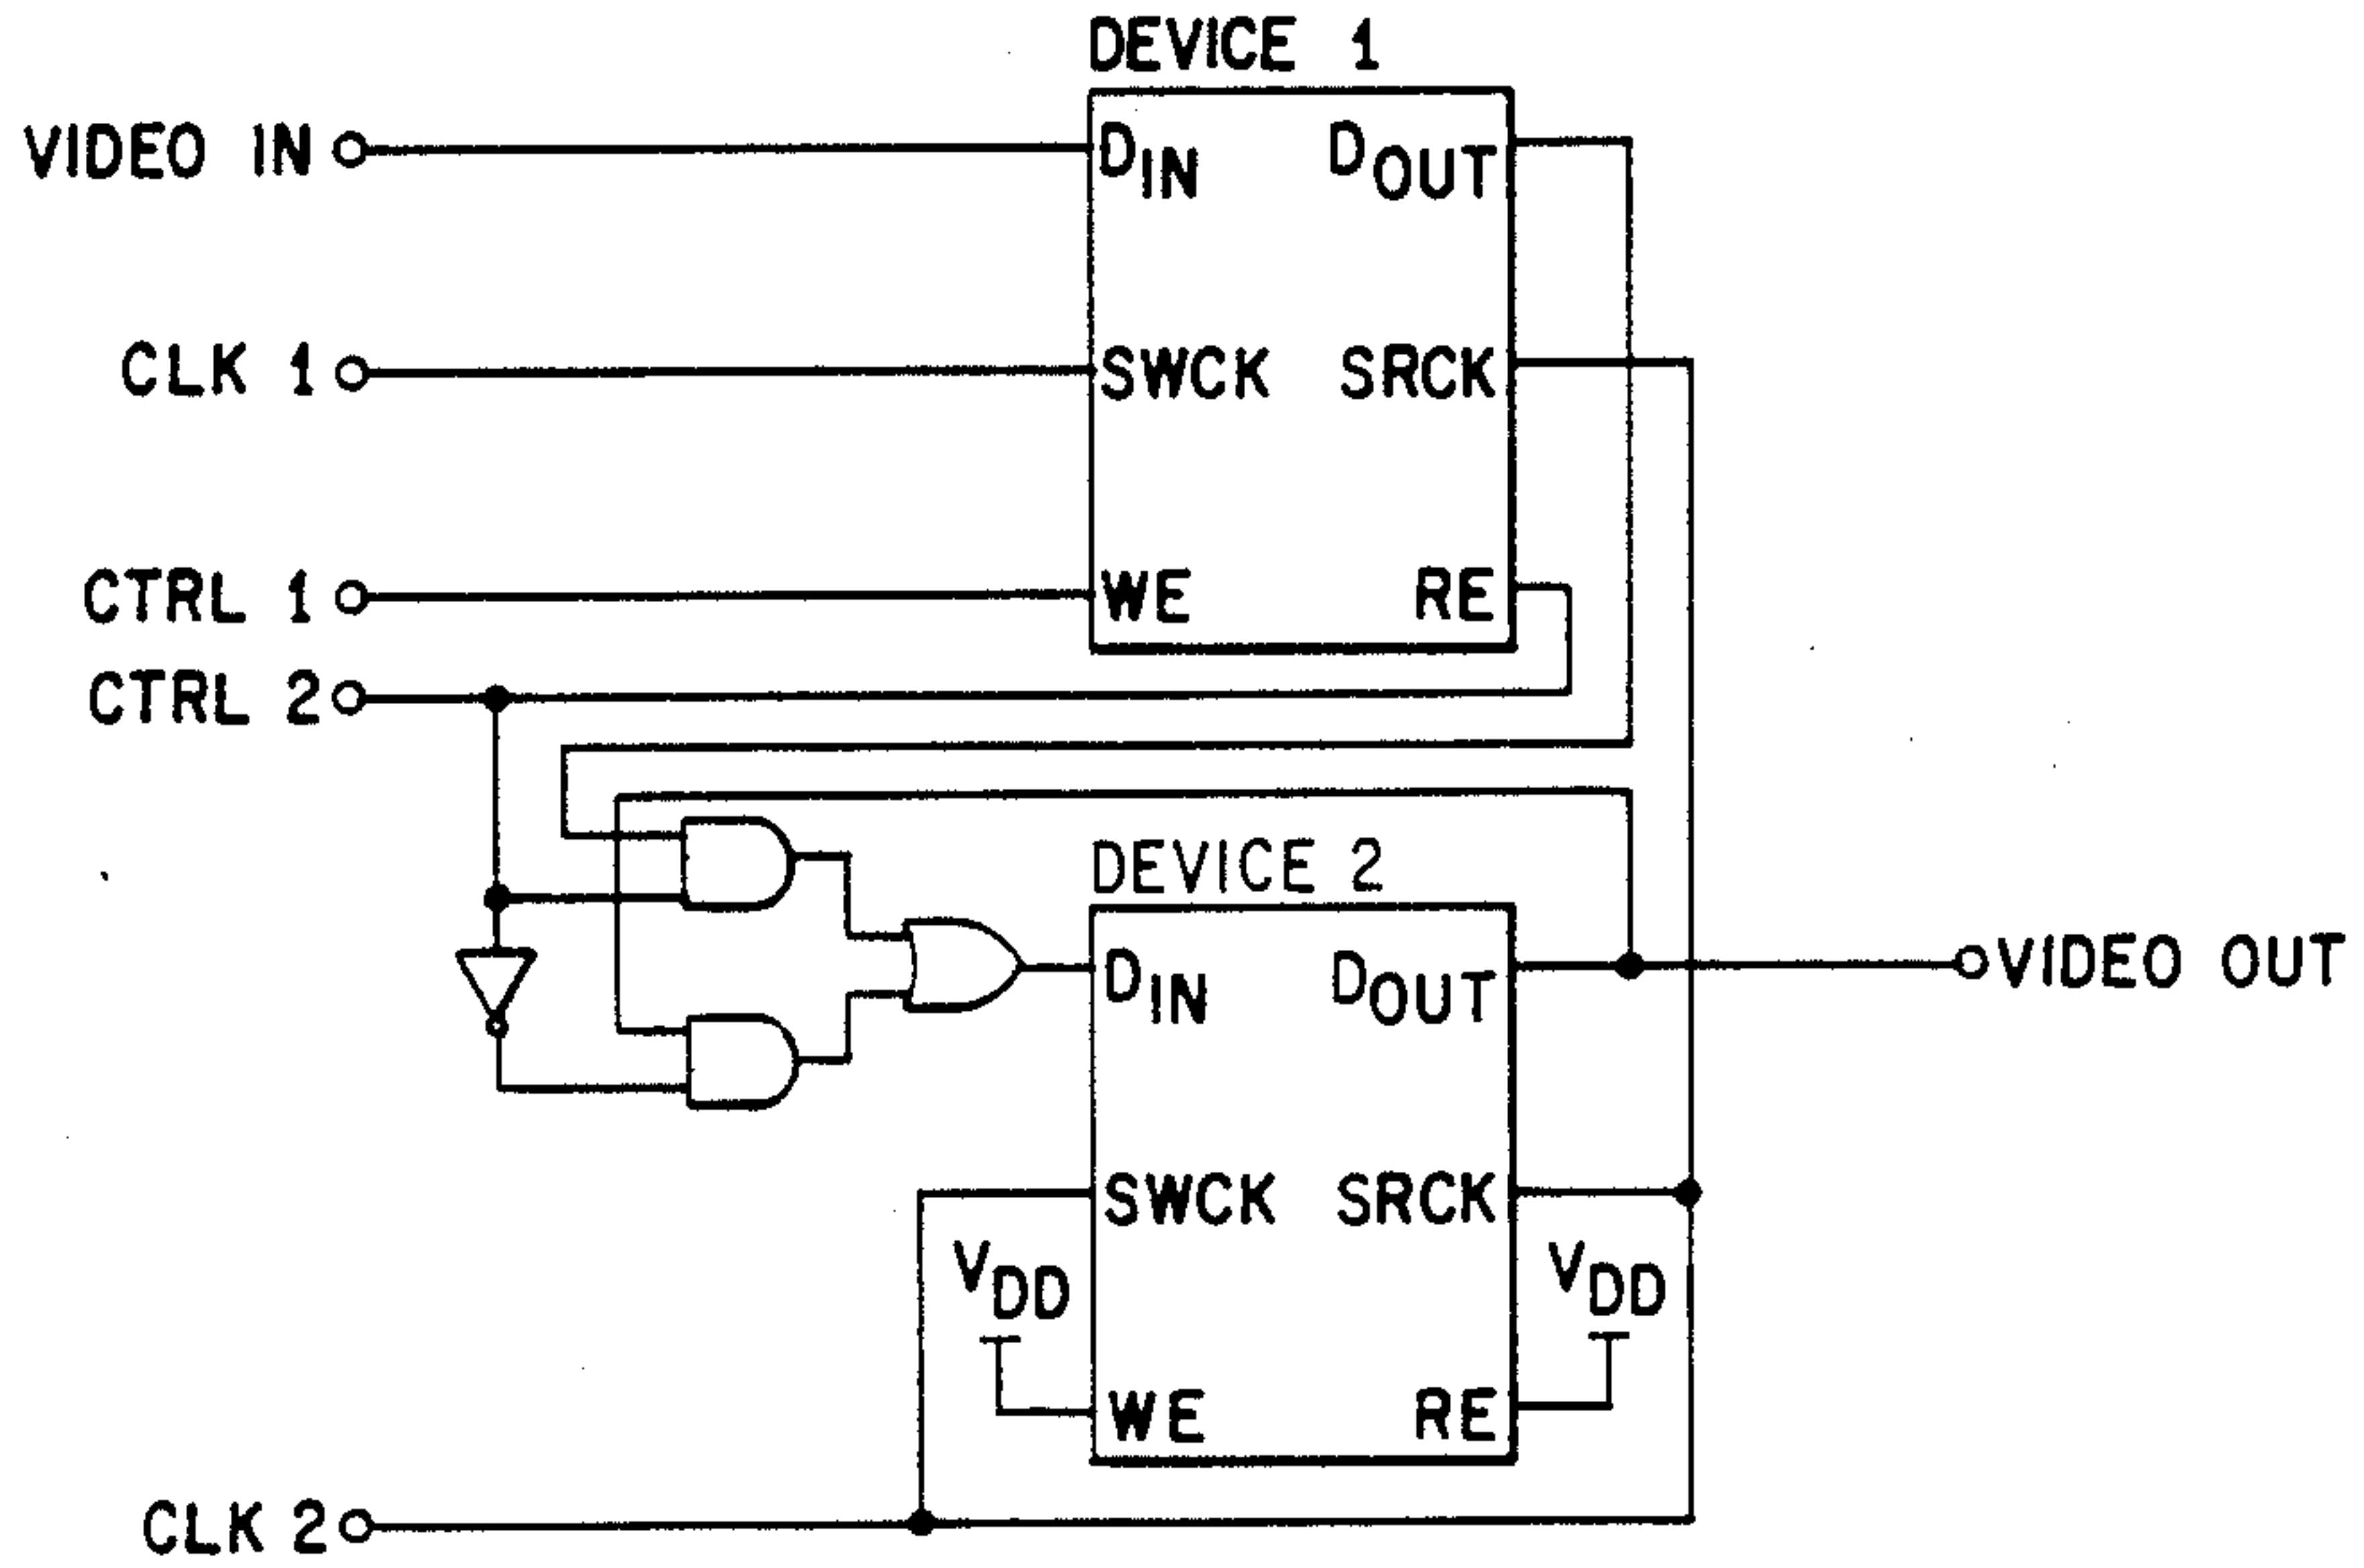 DEVICE 1
VIDEO IN
DIN
DOUT
CLK 1
SWCK
SRCK
CTRL 1
WE
RE
CTRL 2
DEVICE 2
DIN
DOUT
VIDEO OUT
SWCK
SRCK
VDD
VDD
WE
RE
CLK 2